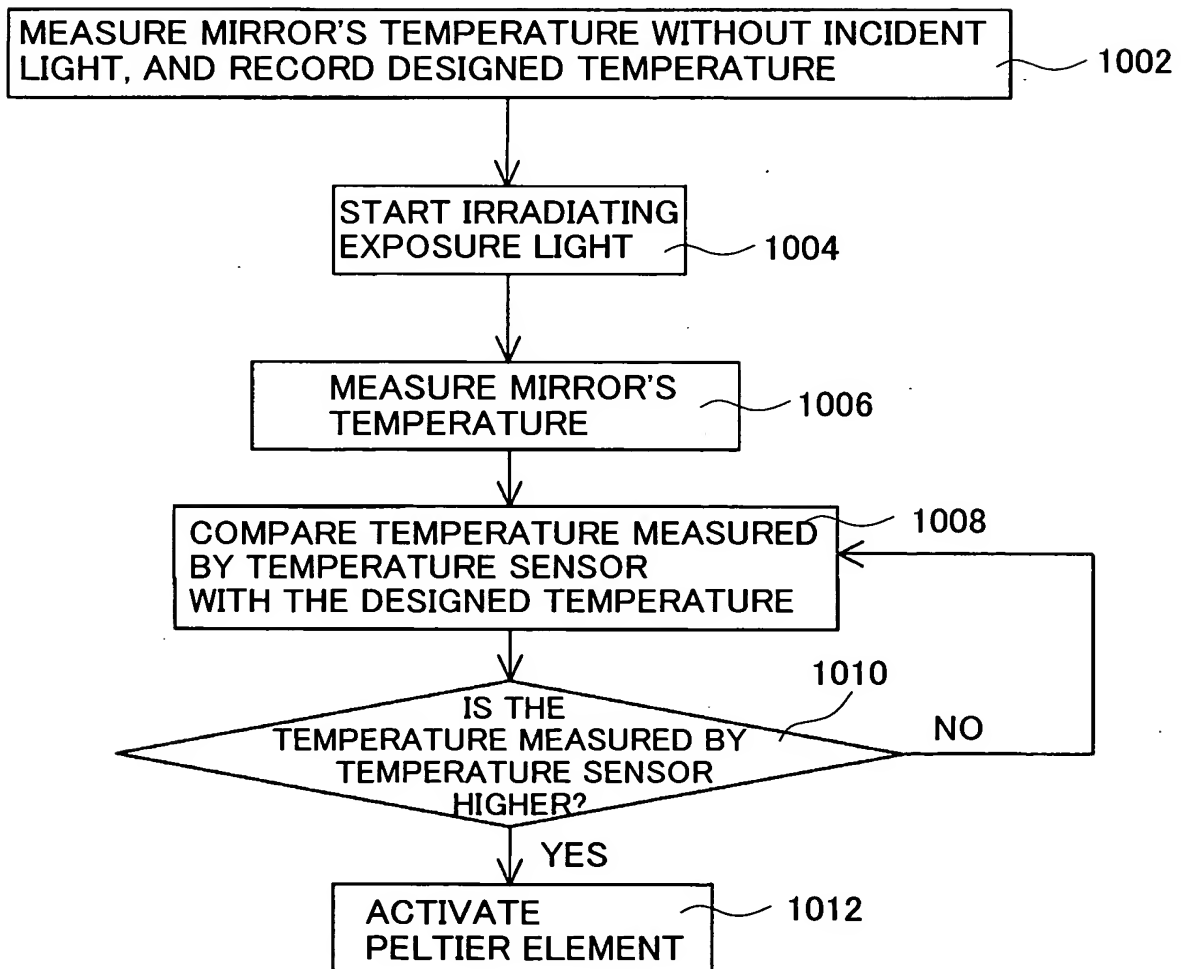 MEASURE MIRROR'S TEMPERATURE WITHOUT INCIDENT
LIGHT, AND RECORD DESIGNED TEMPERATURE
1002
START IRRADIATING
EXPOSURE LIGHT
1004
MEASURE MIRROR'S
TEMPERATURE
1006
COMPARE TEMPERATURE MEASURED
BY TEMPERATURE SENSOR
WITH THE DESIGNED TEMPERATURE
1008
IS THE
TEMPERATURE MEASURED BY
TEMPERATURE SENSOR
HIGHER?
1010
NO
YES
ACTIVATE
PELTIER ELEMENT
1012